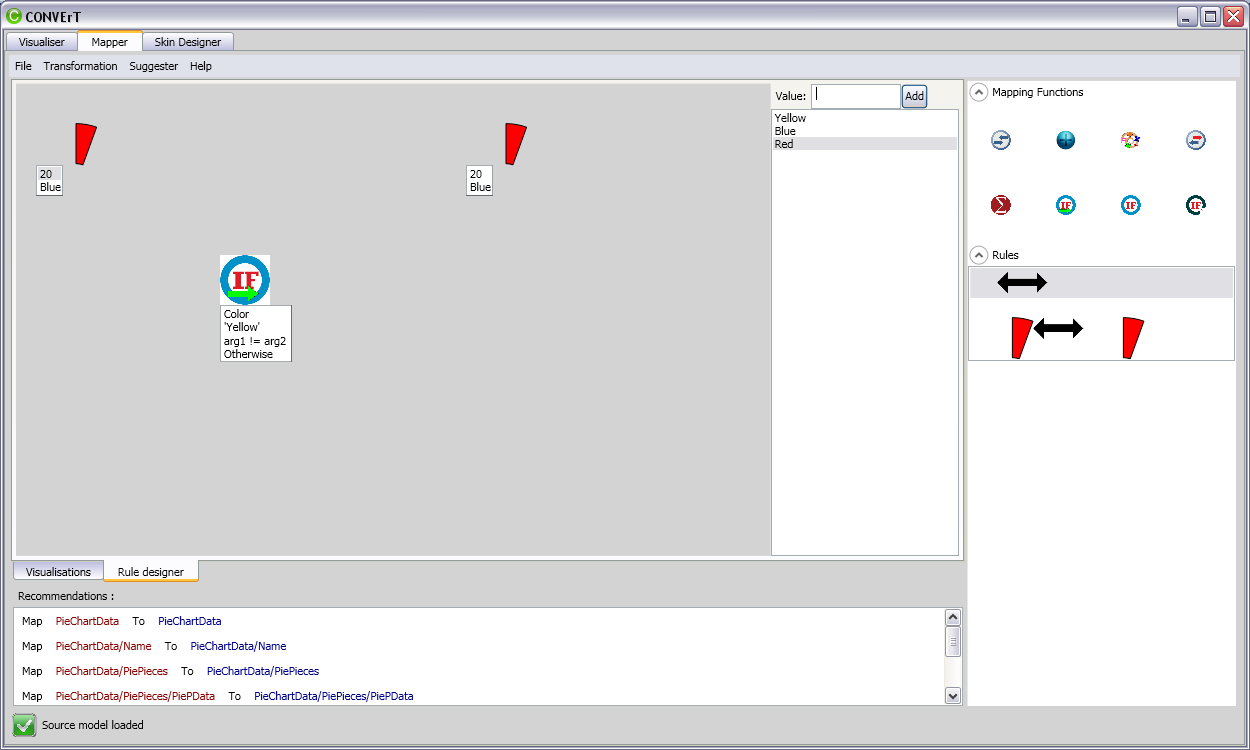 CONVErT
Visualiser Mapper Skin Designer
File Transformation Suggester Help
20
Blue
20
Blue
IF
Color
'Yellow'
arg1 != arg2
Otherwise
Value: Add
Yellow
Blue
Red
Mapping Functions
Σ IF IF IF
Rules
Visualisations Rule designer
Recommendations :
Map PieChartData To PieChartData
Map PieChartData/Name To PieChartData/Name
Map PieChartData/PiePieces To PieChartData/PiePieces
Map PieChartData/PiePieces/PiePData To PieChartData/PiePieces/PiePData
Source model loaded